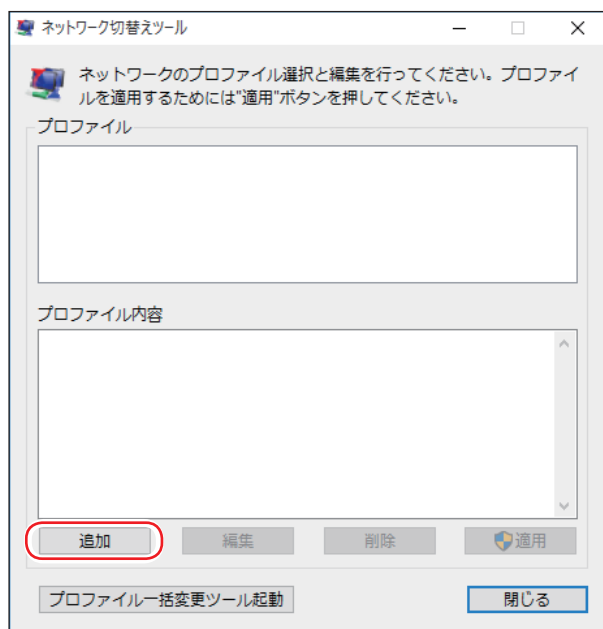 ネットワーク切替えツール
ネットワークのプロファイル選択と編集を行ってください。プロファイ
ルを適用するためには"適用"ボタンを押してください。
プロファイル
プロファイル内容
追加
編集
削除
適用
プロファイル一括変更ツール起動
閉じる